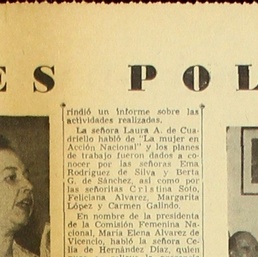 ES POL
rindió un informe sobre las
actividades realizadas.
La señora Laura A. de Cua-
driello habló de "La mujer en
Acción Nacional" y los planes
de trabajo fueron dados a co-
nocer por las señoras Ema
Rodríguez de Silva y Berta
G. de Sánchez, así como por
las señoritas Cristina Soto,
Feliciana Alvarez, Margarita
López y Carmen Galindo.
En nombre de la presidenta
de la Comisión Femenina Na-
cional, María Elena Alvarez de
Vicencio, habló la señora Ce-
lia de Hernández Díaz, quien